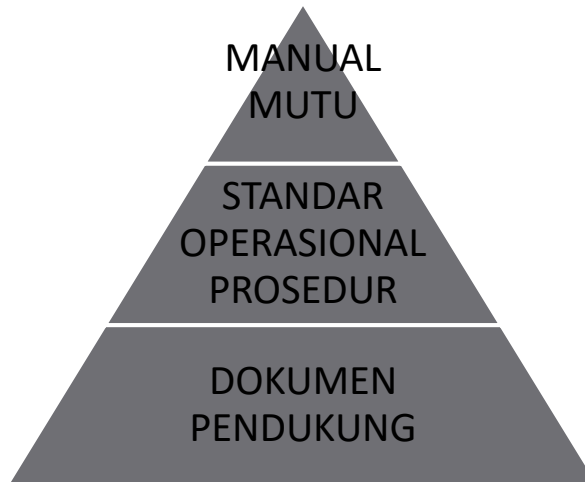 MANUAL
MUTU
STANDAR
OPERASIONAL
PROSEDUR
DOKUMEN
PENDUKUNG